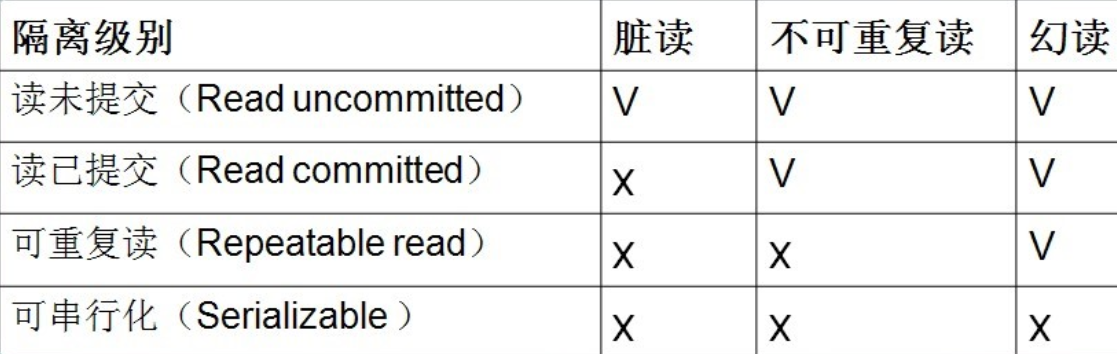 隔离级别 脏读 不可重复读 幻读
读未提交（Read uncommitted） V V V
读已提交（Read committed） x V V
可重复读（Repeatable read） x x V
可串行化（Serializable ） x x x